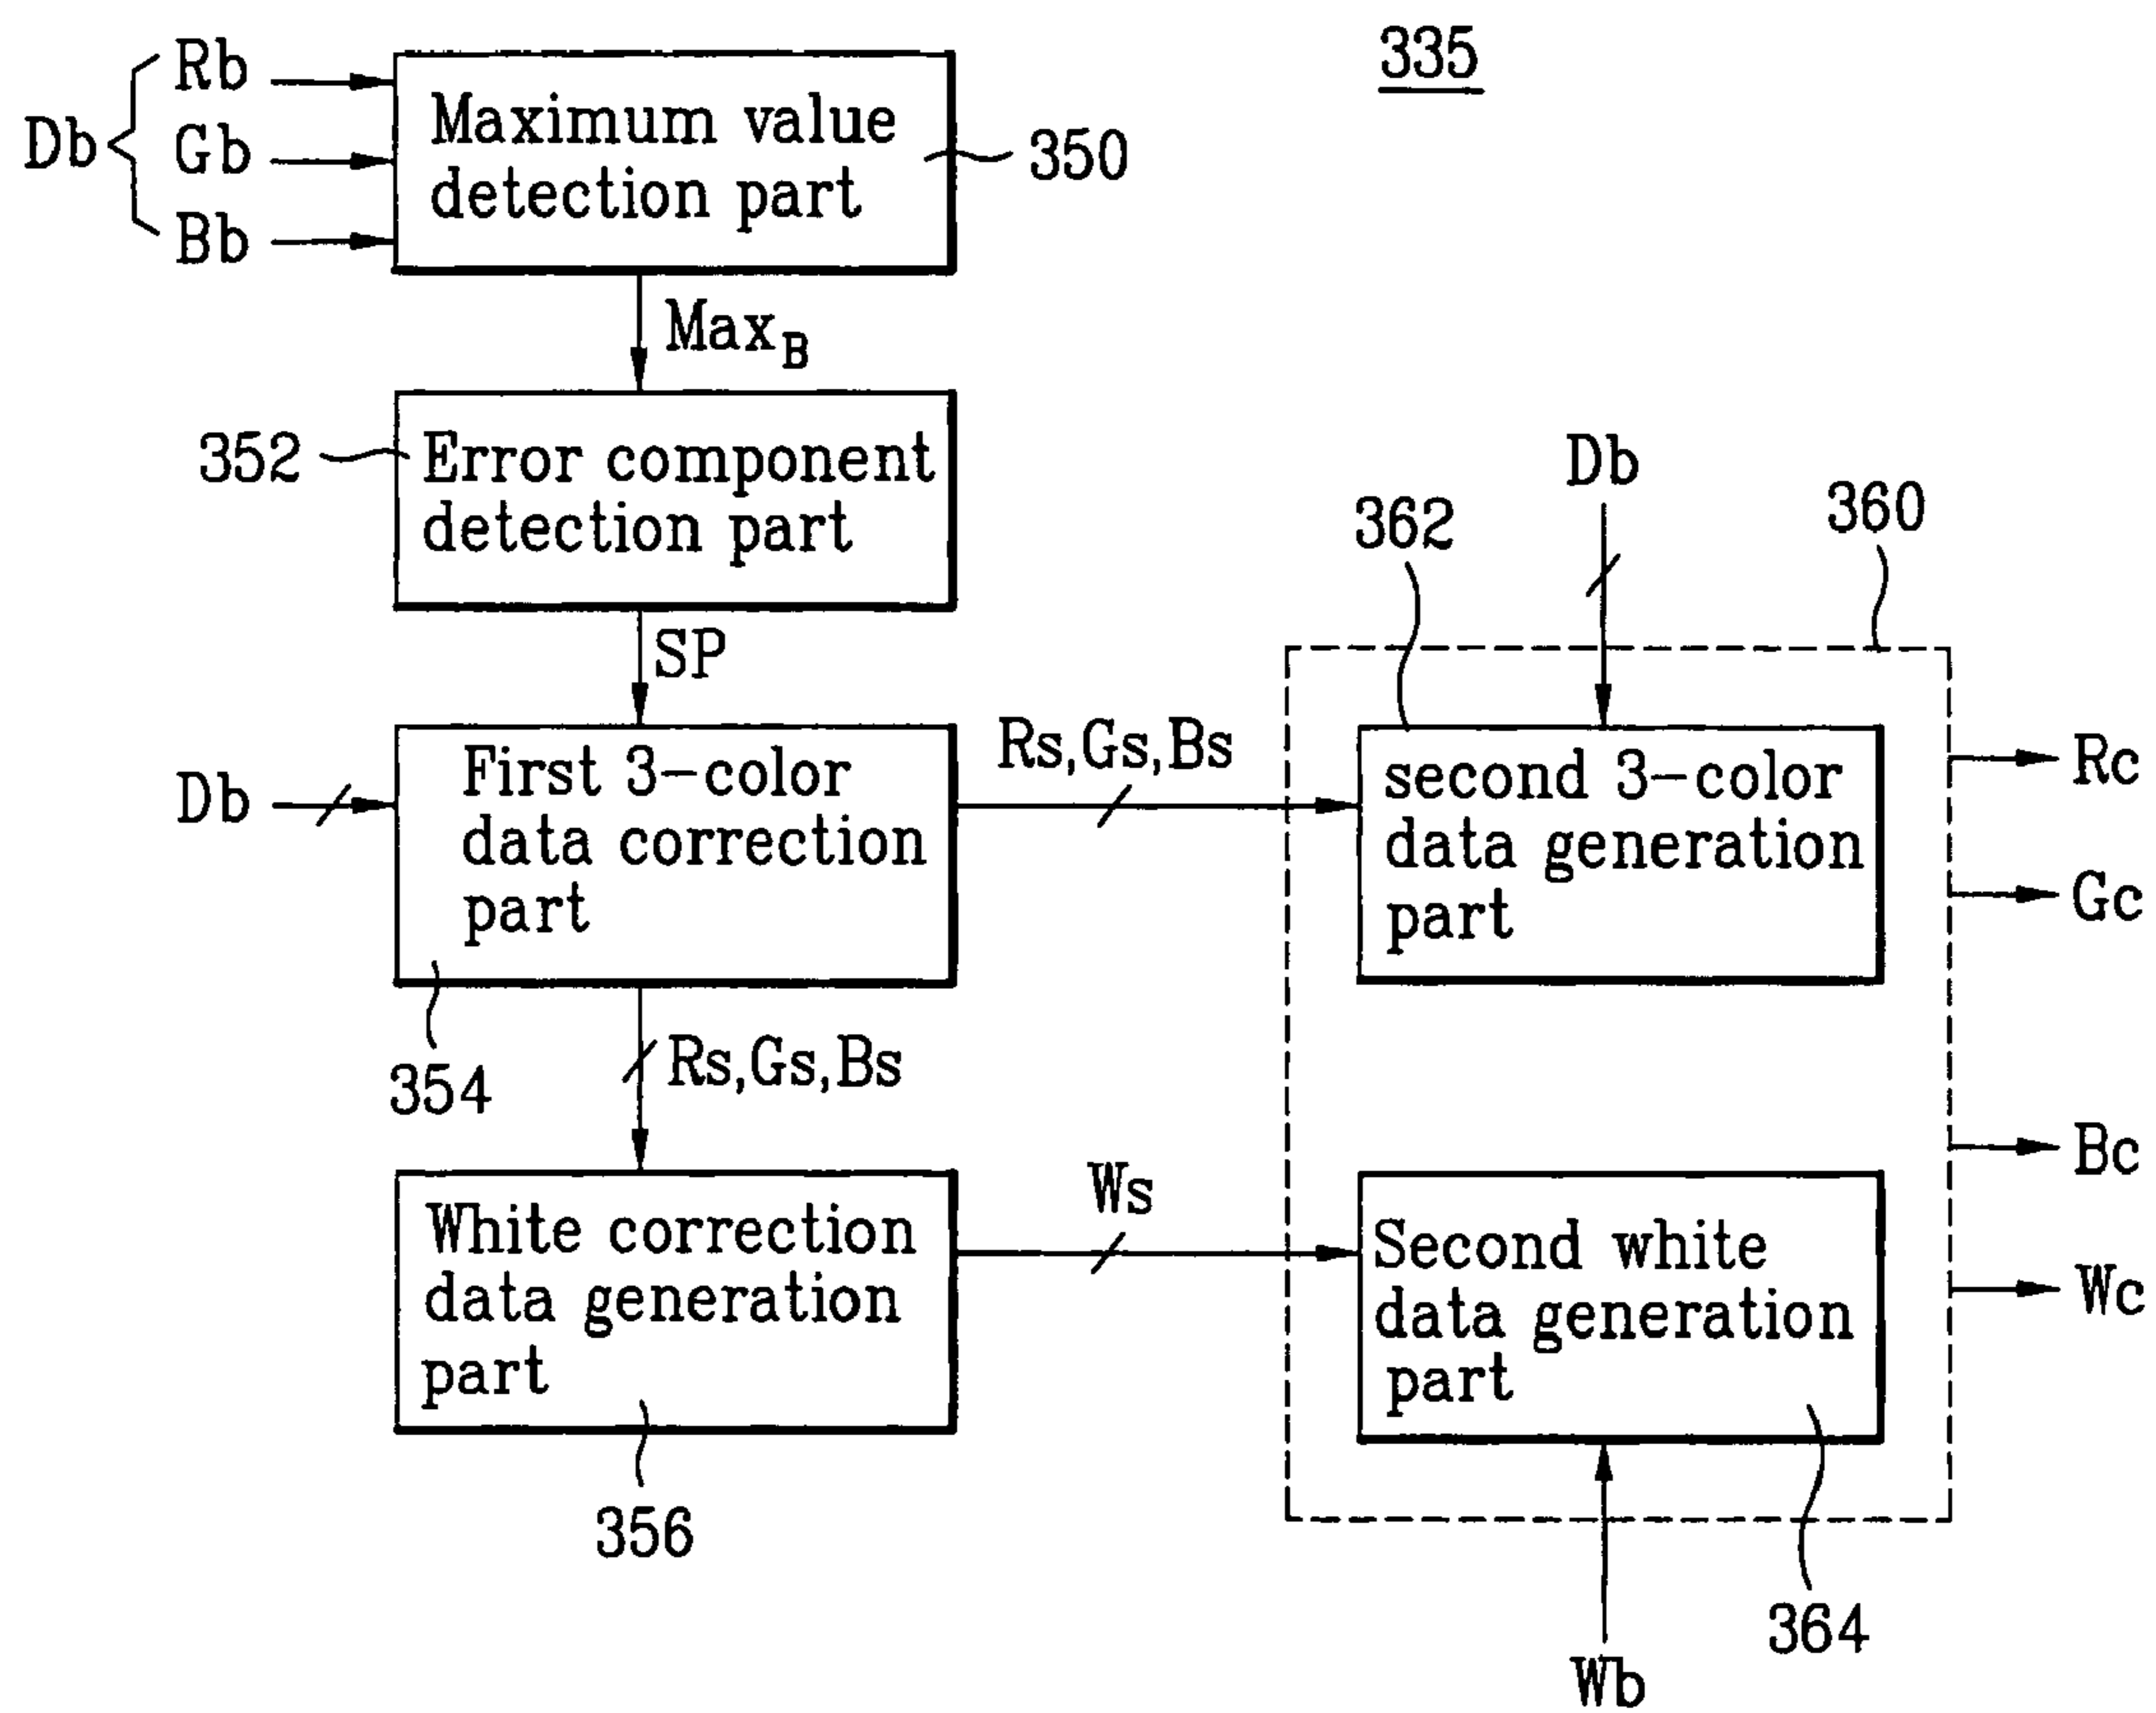 335
Db
Rb
Gb
Bb
Maximum value
detection part
350
MaxB
352
Error component
detection part
SP
Db
First 3-color
data correction
part
354
Rs,Gs,Bs
Rs,Gs,Bs
White correction
data generation
part
356
Ws
Db
362
360
second 3-color
data generation
part
Second white
data generation
part
364
Wb
Rc
Gc
Bc
Wc